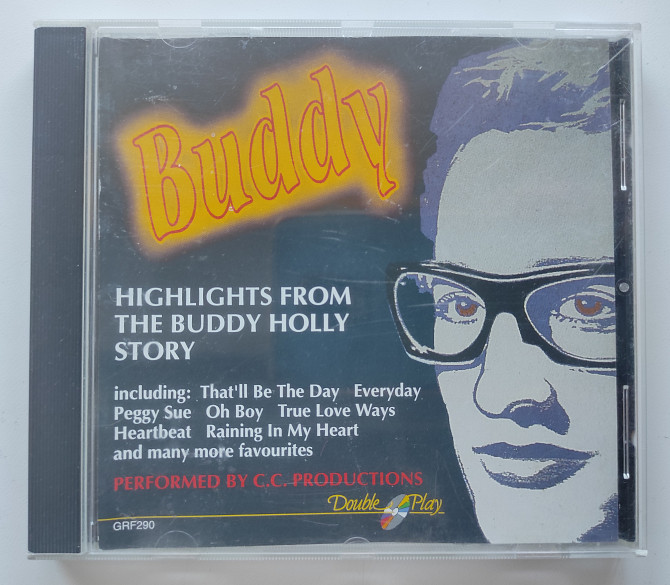 Buddy
HIGHLIGHTS FROM
THE BUDDY HOLLY
STORY
including: That'll Be The Day Everyday
Peggy Sue Oh Boy True Love Ways
Heartbeat Raining In My Heart
and many more favourites
PERFORMED BY C.C. PRODUCTIONS
Double Play
GRF290